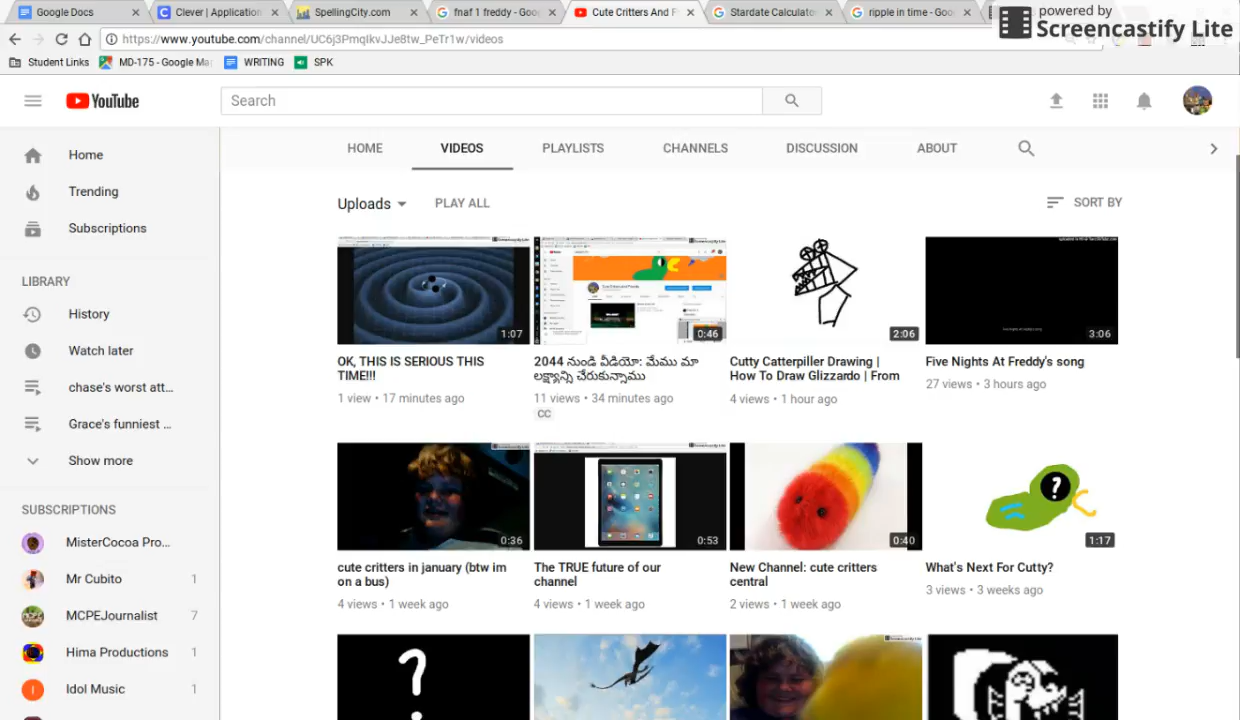 Google Docs
Clever | Application
SpellingCity.com
fnaf 1 freddy - Goo
Cute Critters And F
Stardate Calculator
ripple in time - Goo
powered by
Screencastify Lite
https://www.youtube.com/channel/UC6j3PmqIkvJJe8tw_PeTr1w/videos
Student Links
MD-175 - Google Ma
WRITING
SPK
YouTube
Search
Home
Trending
Subscriptions
LIBRARY
History
Watch later
chase's worst att...
Grace's funniest ...
Show more
SUBSCRIPTIONS
MisterCocoa Pro...
Mr Cubito 1
MCPEJournalist 7
Hima Productions 1
Idol Music 1
HOME VIDEOS PLAYLISTS CHANNELS DISCUSSION ABOUT
Uploads PLAY ALL SORT BY
1:07
OK, THIS IS SERIOUS THIS
TIME!!!
1 view • 17 minutes ago
0:46
2044 నుండి వీడియో: మేము మా
లక్ష్యాన్ని చేరుకున్నాము
11 views • 34 minutes ago
CC
2:06
Cutty Catterpiller Drawing |
How To Draw Glizzardo | From
4 views • 1 hour ago
3:06
Five Nights At Freddy's song
27 views • 3 hours ago
0:36
cute critters in january (btw im
on a bus)
4 views • 1 week ago
0:53
The TRUE future of our
channel
4 views • 1 week ago
0:40
New Channel: cute critters
central
2 views • 1 week ago
?
1:17
What's Next For Cutty?
3 views • 3 weeks ago
?